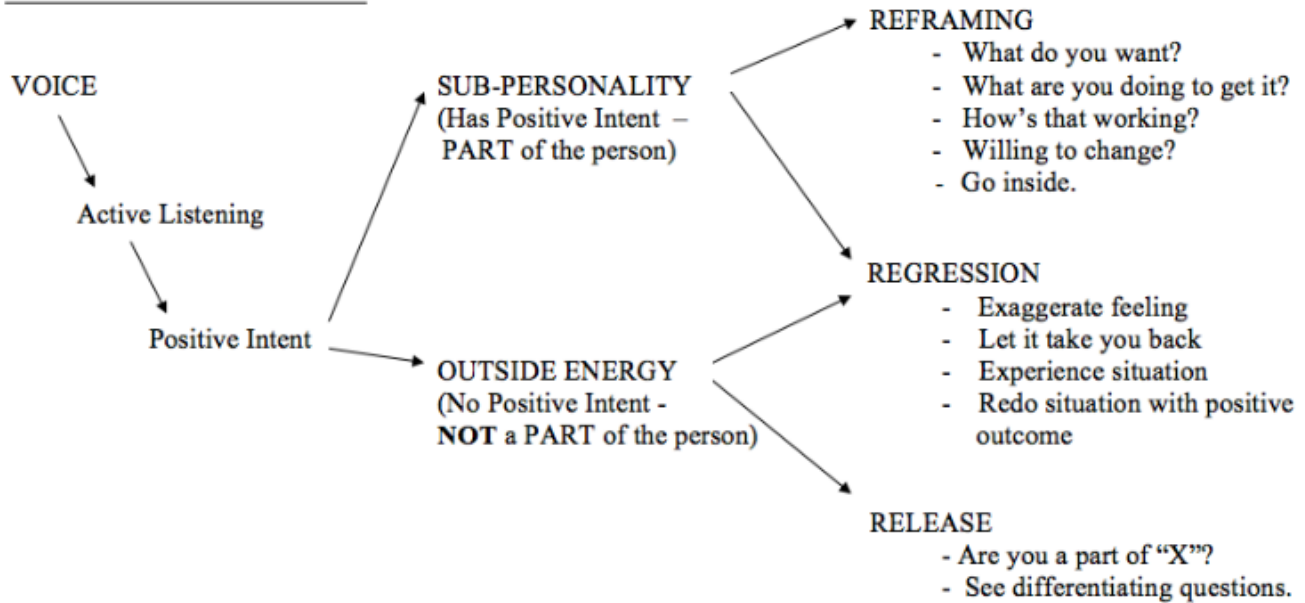 VOICE
Active Listening
Positive Intent
SUB-PERSONALITY
(Has Positive Intent –
PART of the person)
OUTSIDE ENERGY
(No Positive Intent -
NOT a PART of the person)
REFRAMING
- What do you want?
- What are you doing to get it?
- How's that working?
- Willing to change?
- Go inside.
REGRESSION
- Exaggerate feeling
- Let it take you back
- Experience situation
- Redo situation with positive
outcome
RELEASE
- Are you a part of “X”?
- See differentiating questions.